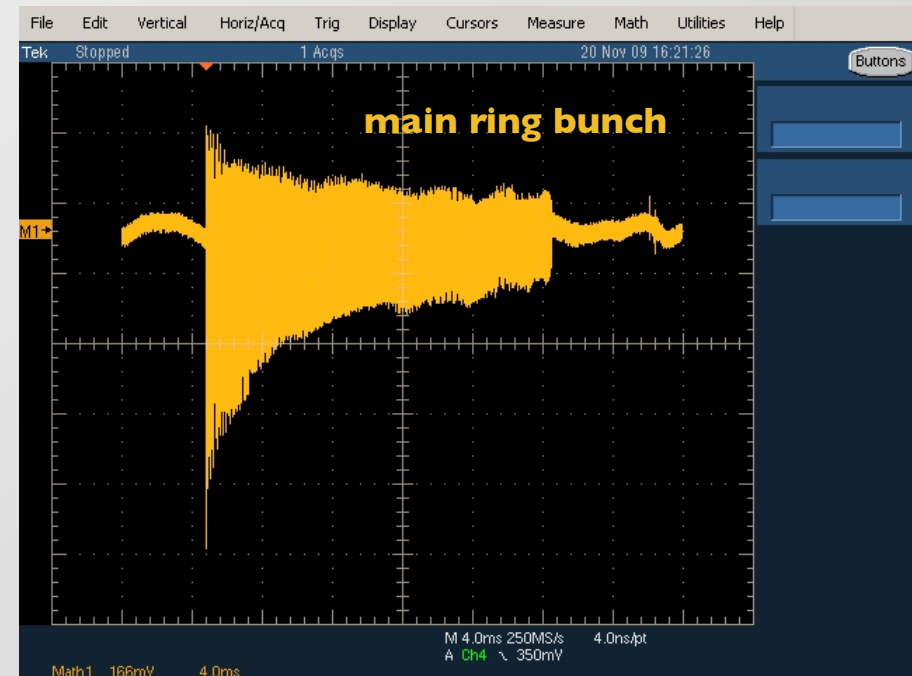 File Edit Vertical Horiz/Acq Trig Display Cursors Measure Math Utilities Help
Tek Stopped 1 Acqs 20 Nov 09 16:21:26
Buttons
main ring bunch
M1
M 4.0ms 250MS/s 4.0ns/pt
A Ch4 \ 350mV
Math1 166mV 4.0ms